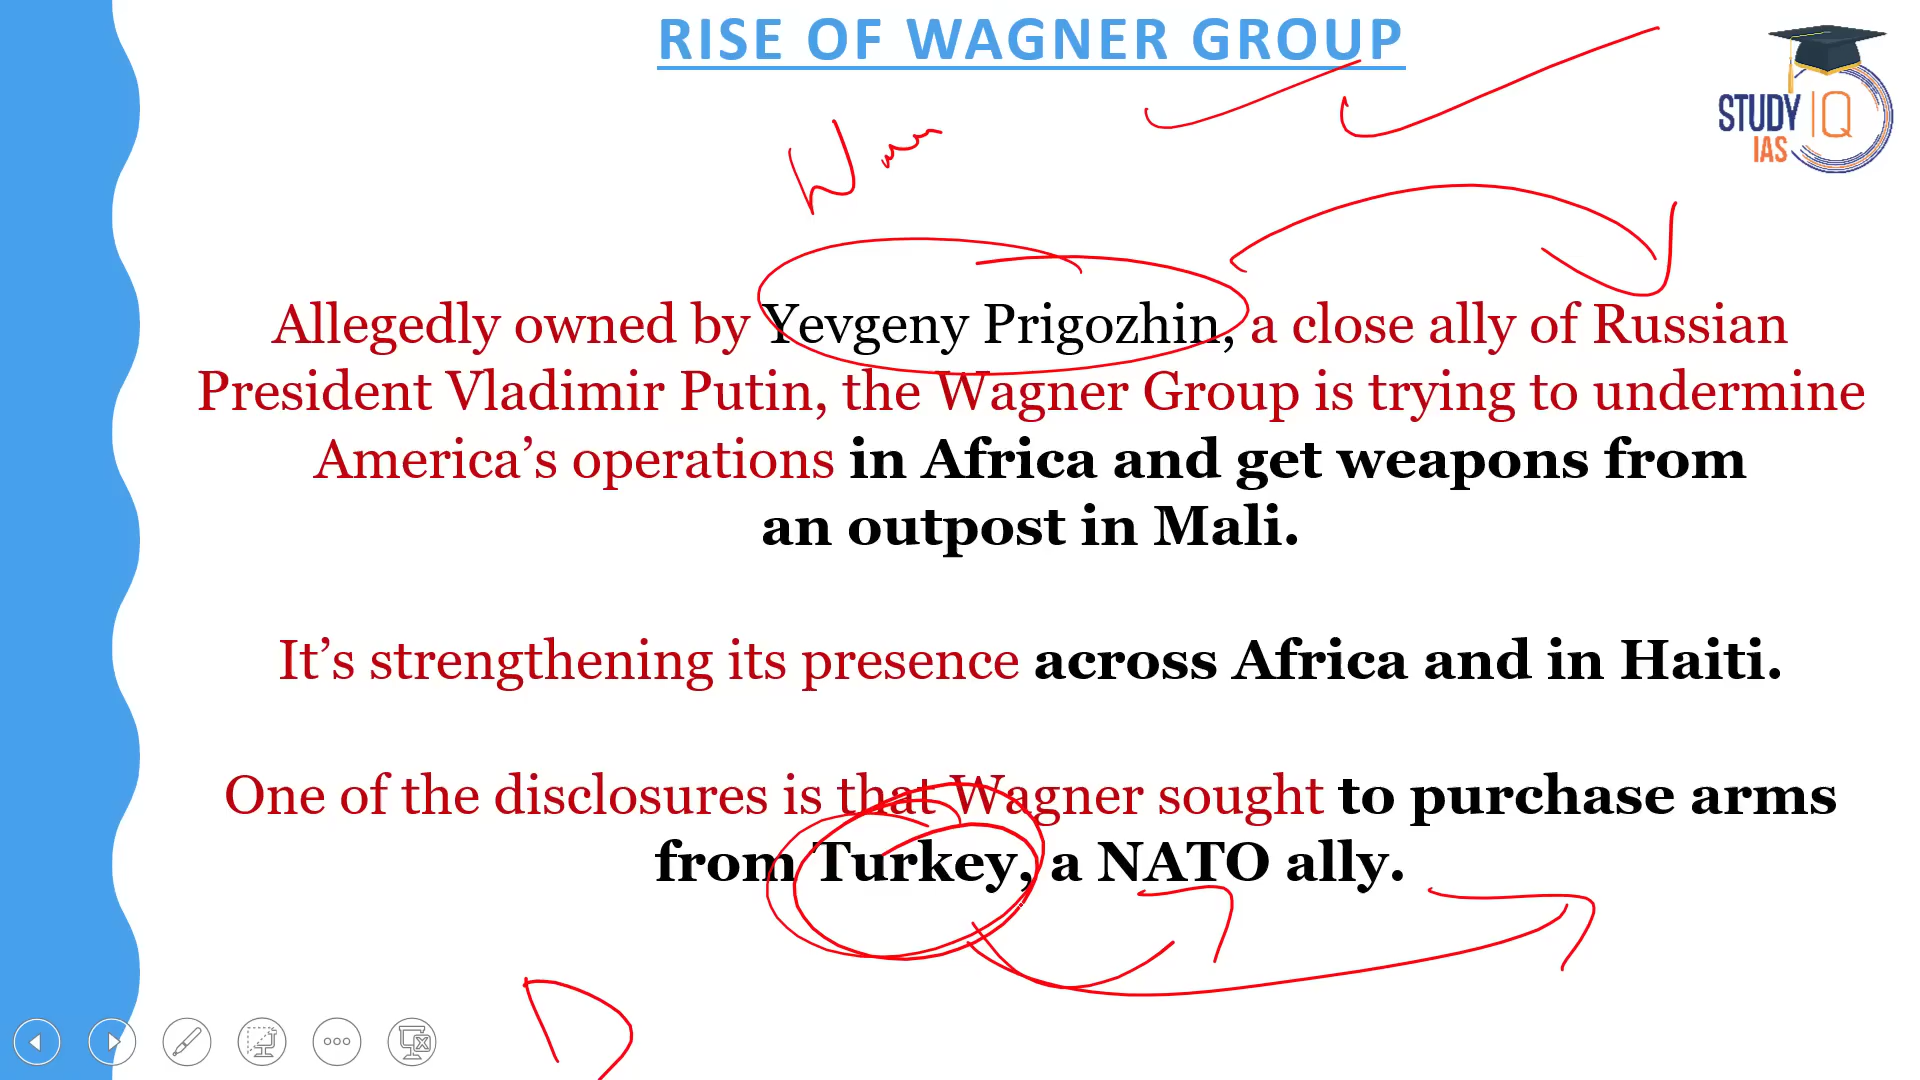 RISE OF WAGNER GROUP
STUDY IQ
IAS
Allegedly owned by Yevgeny Prigozhin, a close ally of Russian
President Vladimir Putin, the Wagner Group is trying to undermine
America’s operations in Africa and get weapons from
an outpost in Mali.
It’s strengthening its presence across Africa and in Haiti.
One of the disclosures is that Wagner sought to purchase arms
from Turkey, a NATO ally.